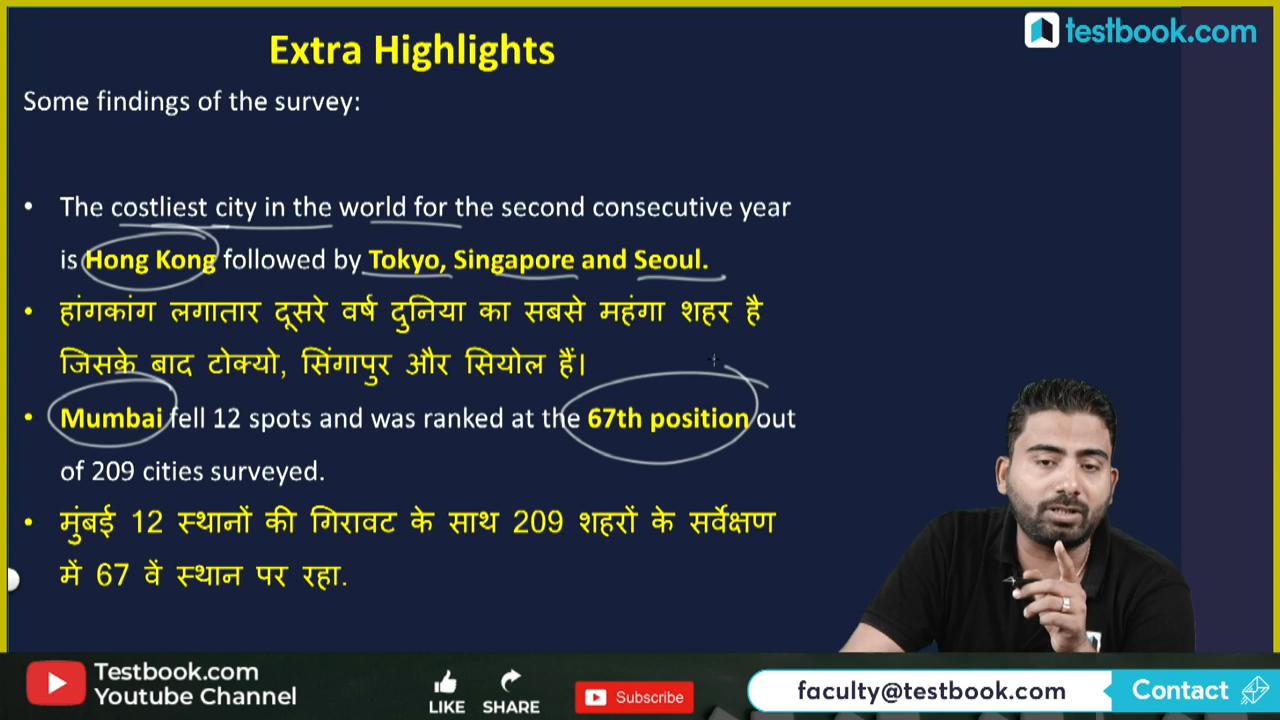 Extra Highlights
testbook.com
Some findings of the survey:
• The costliest city in the world for the second consecutive year
is Hong Kong followed by Tokyo, Singapore and Seoul.
• हांगकांग लगातार दूसरे वर्ष दुनिया का सबसे महंगा शहर है
जिसके बाद टोक्यो, सिंगापुर और सियोल हैं।
• Mumbai fell 12 spots and was ranked at the 67th position out
of 209 cities surveyed.
• मुंबई 12 स्थानों की गिरावट के साथ 209 शहरों के सर्वेक्षण
में 67 वें स्थान पर रहा.
Testbook.com
Youtube Channel
LIKE
SHARE
Subscribe
faculty@testbook.com
Contact